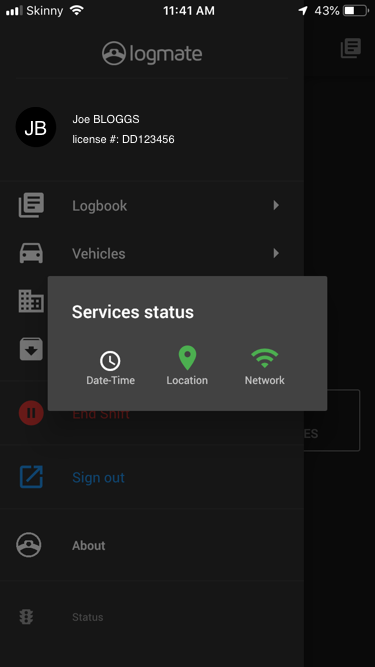 Skinny 11:41 AM 43%
logmate
JB
Joe BLOGGS
license #: DD123456
Logbook
Vehicles
Services status
Date-Time Location Network
End Shift
ES
Sign out
About
Status